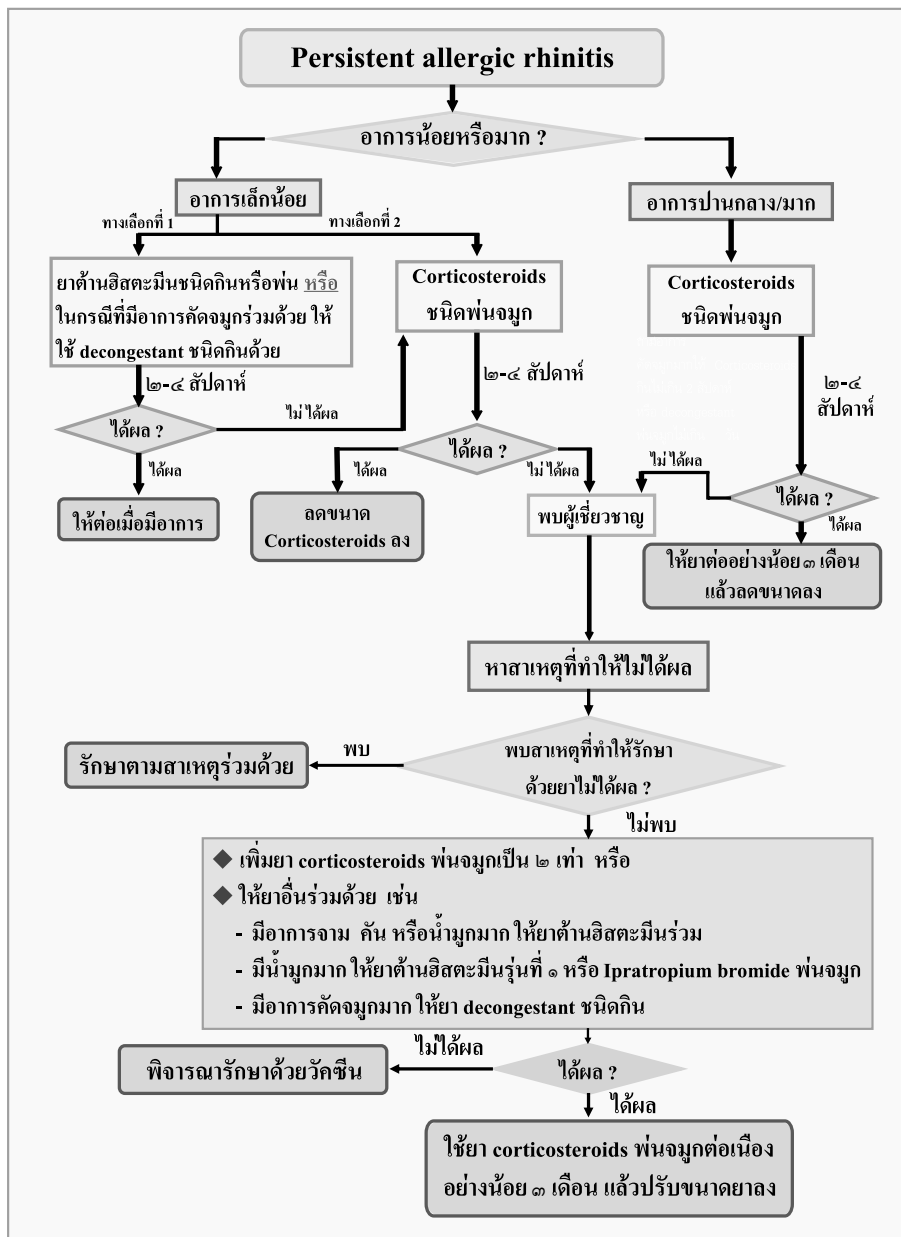 Persistent allergic rhinitis
อาการน้อยหรือมาก ?
อาการเล็กน้อย
อาการปานกลาง/มาก
ทางเลือกที่ 1
ทางเลือกที่ 2
ยาต้านฮิสตะมีนชนิดกินหรือพ่น หรือ
ในกรณีที่มีอาการคัดจมูกร่วมด้วย ให้
ใช้ decongestant ชนิดกินด้วย
Corticosteroids
ชนิดพ่นจมูก
Corticosteroids
ชนิดพ่นจมูก
๒-๔ สัปดาห์
๒-๔ สัปดาห์
๒-๔
สัปดาห์
ได้ผล ?
ไม่ได้ผล
ได้ผล ?
ไม่ได้ผล
ได้ผล ?
ได้ผล
ได้ผล
ไม่ได้ผล
ได้ผล
ให้ต่อเมื่อมีอาการ
ลดขนาด
Corticosteroids ลง
พบผู้เชี่ยวชาญ
ให้ยาต่ออย่างน้อย ๓ เดือน
แล้วลดขนาดลง
หาสาเหตุที่ทำให้ไม่ได้ผล
พบสาเหตุที่ทำให้รักษา
ด้วยยาไม่ได้ผล ?
พบ
รักษาตามสาเหตุร่วมด้วย
ไม่พบ
◆ เพิ่มยา corticosteroids พ่นจมูกเป็น ๒ เท่า หรือ
◆ ให้ยาอื่นร่วมด้วย เช่น
- มีอาการจาม คัน หรือน้ำมูกมาก ให้ยาต้านฮิสตะมีนร่วม
- มีน้ำมูกมาก ให้ยาต้านฮิสตะมีนรุ่นที่ ๑ หรือ Ipratropium bromide พ่นจมูก
- มีอาการคัดจมูกมาก ให้ยา decongestant ชนิดกิน
ไม่ได้ผล
ได้ผล ?
พิจารณารักษาด้วยวัคซีน
ได้ผล
ใช้ยา corticosteroids พ่นจมูกต่อเนื่อง
อย่างน้อย ๓ เดือน แล้วปรับขนาดยาลง